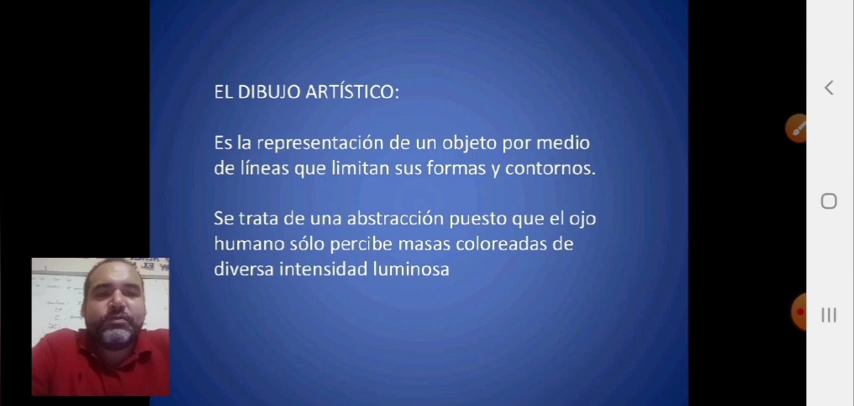 EL DIBUJO ARTÍSTICO:
Es la representación de un objeto por medio
de líneas que limitan sus formas y contornos.
Se trata de una abstracción puesto que el ojo
humano sólo percibe masas coloreadas de
diversa intensidad luminosa